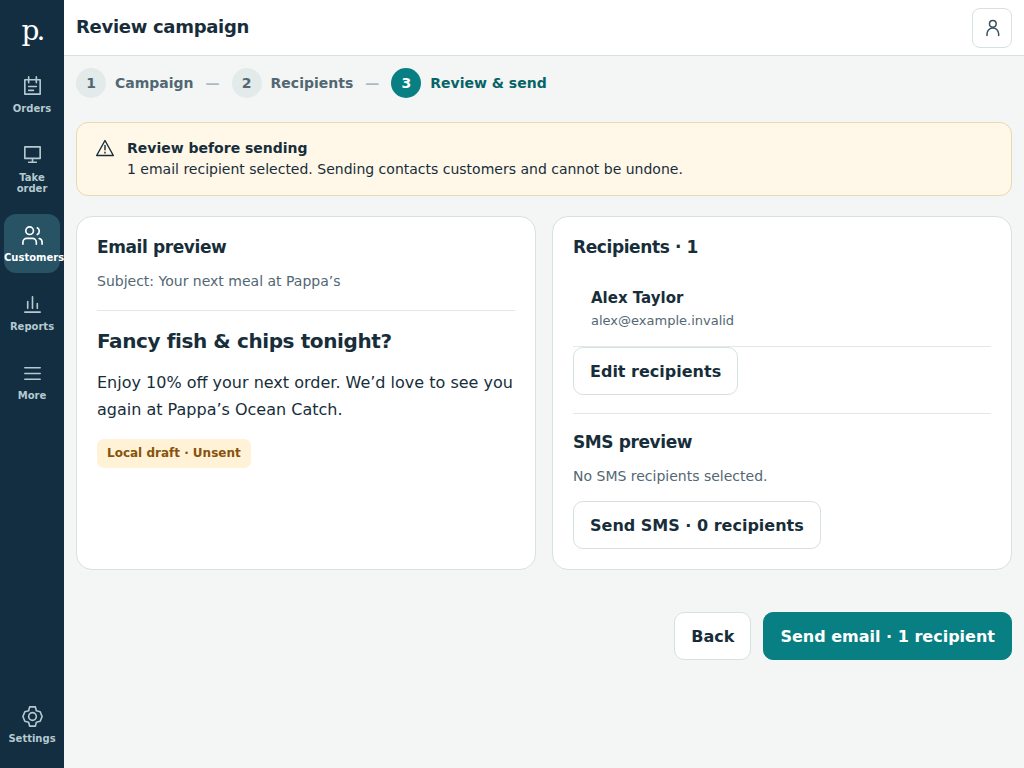 p.
Review campaign
Orders
Take
order
Customers
Reports
More
Settings
1 Campaign — 2 Recipients — 3 Review & send
Review before sending
1 email recipient selected. Sending contacts customers and cannot be undone.
Email preview
Subject: Your next meal at Pappa’s
Fancy fish & chips tonight?
Enjoy 10% off your next order. We’d love to see you
again at Pappa’s Ocean Catch.
Local draft · Unsent
Recipients · 1
Alex Taylor
alex@example.invalid
Edit recipients
SMS preview
No SMS recipients selected.
Send SMS · 0 recipients
Back
Send email · 1 recipient